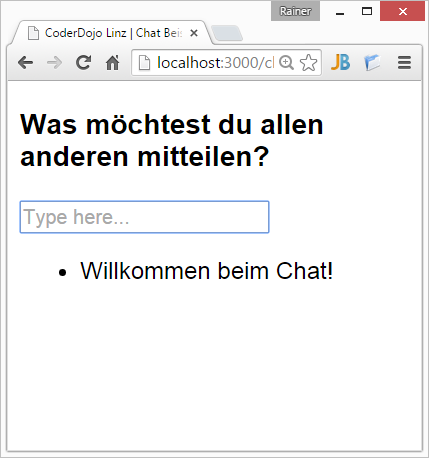 Rainer
CoderDojo Linz | Chat Beis
localhost:3000/cl
JB
Was möchtest du allen
anderen mitteilen?
Type here...
Willkommen beim Chat!